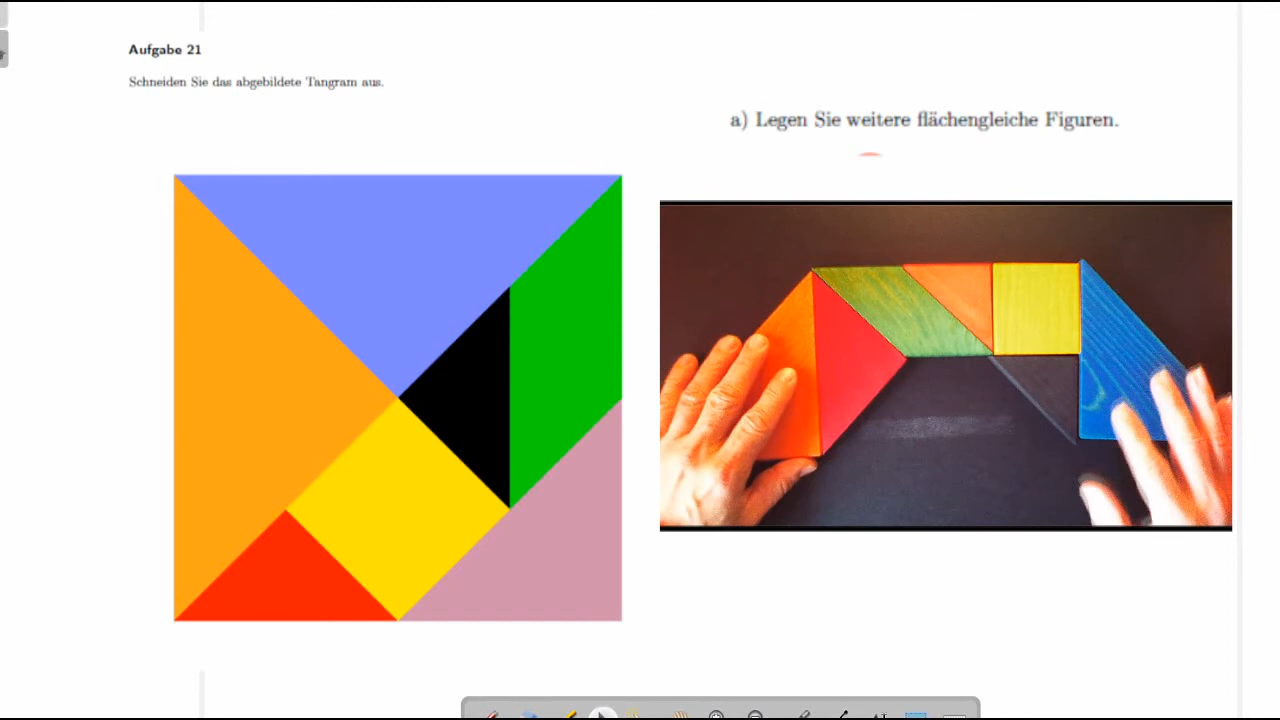 Aufgabe 21
Schneiden Sie das abgebildete Tangram aus.
a) Legen Sie weitere flächengleiche Figuren.